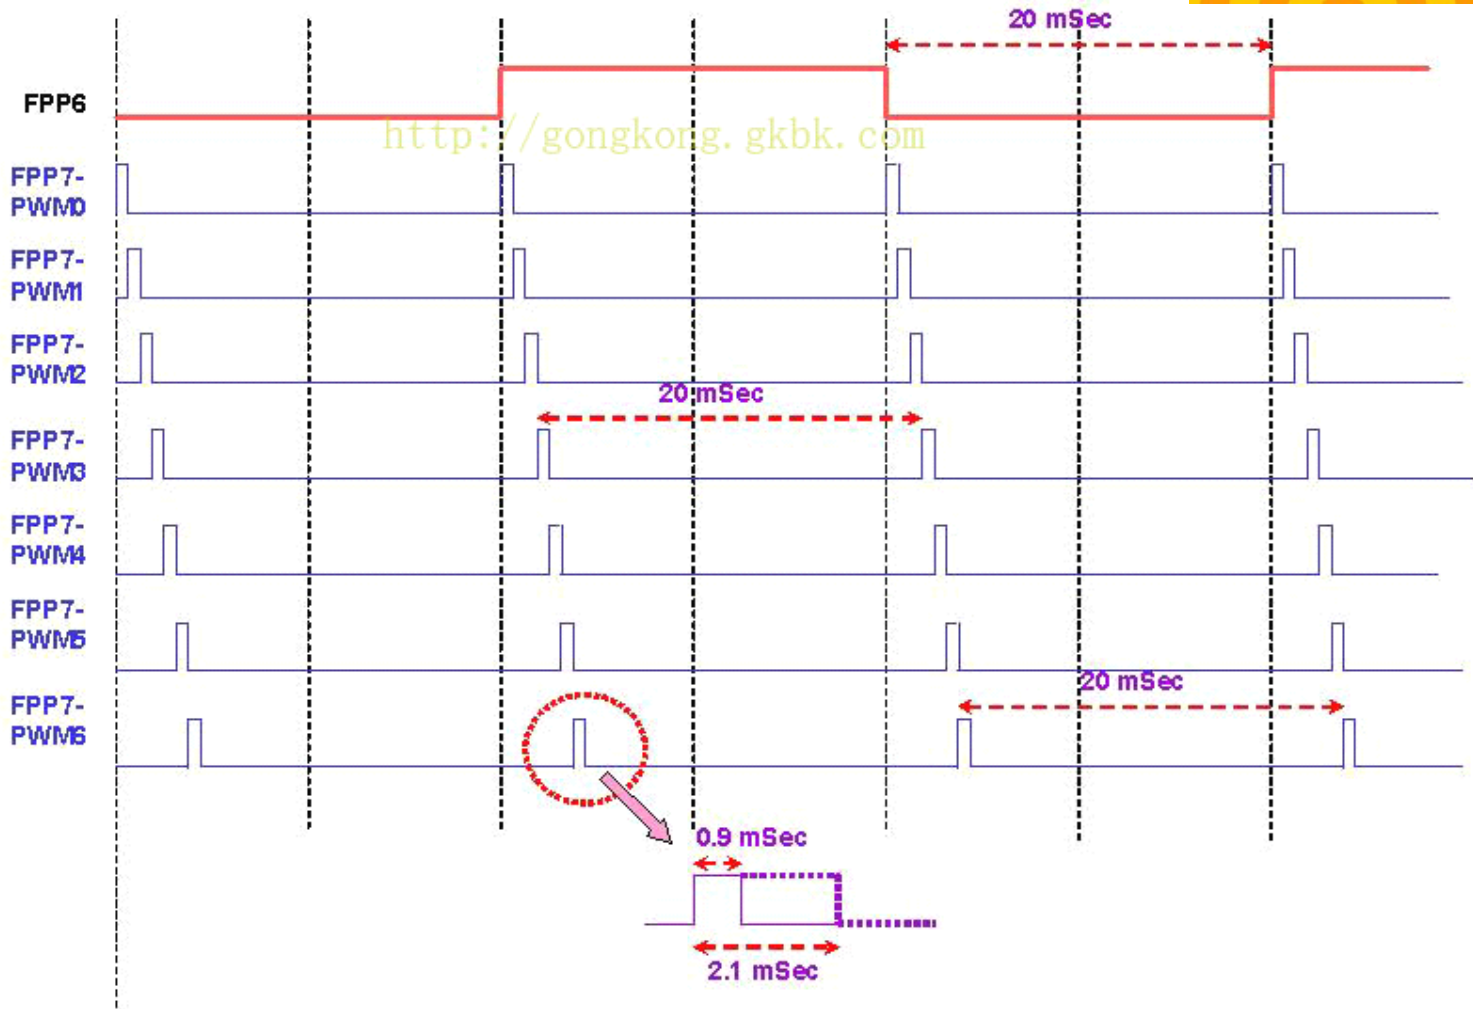 20 mSec
FPP6
http://gongkong.gkbk.com
FPP7-
PWM0
FPP7-
PWM1
FPP7-
PWM2
20 mSec
FPP7-
PWM3
FPP7-
PWM4
FPP7-
PWM5
20 mSec
FPP7-
PWM6
0.9 mSec
2.1 mSec